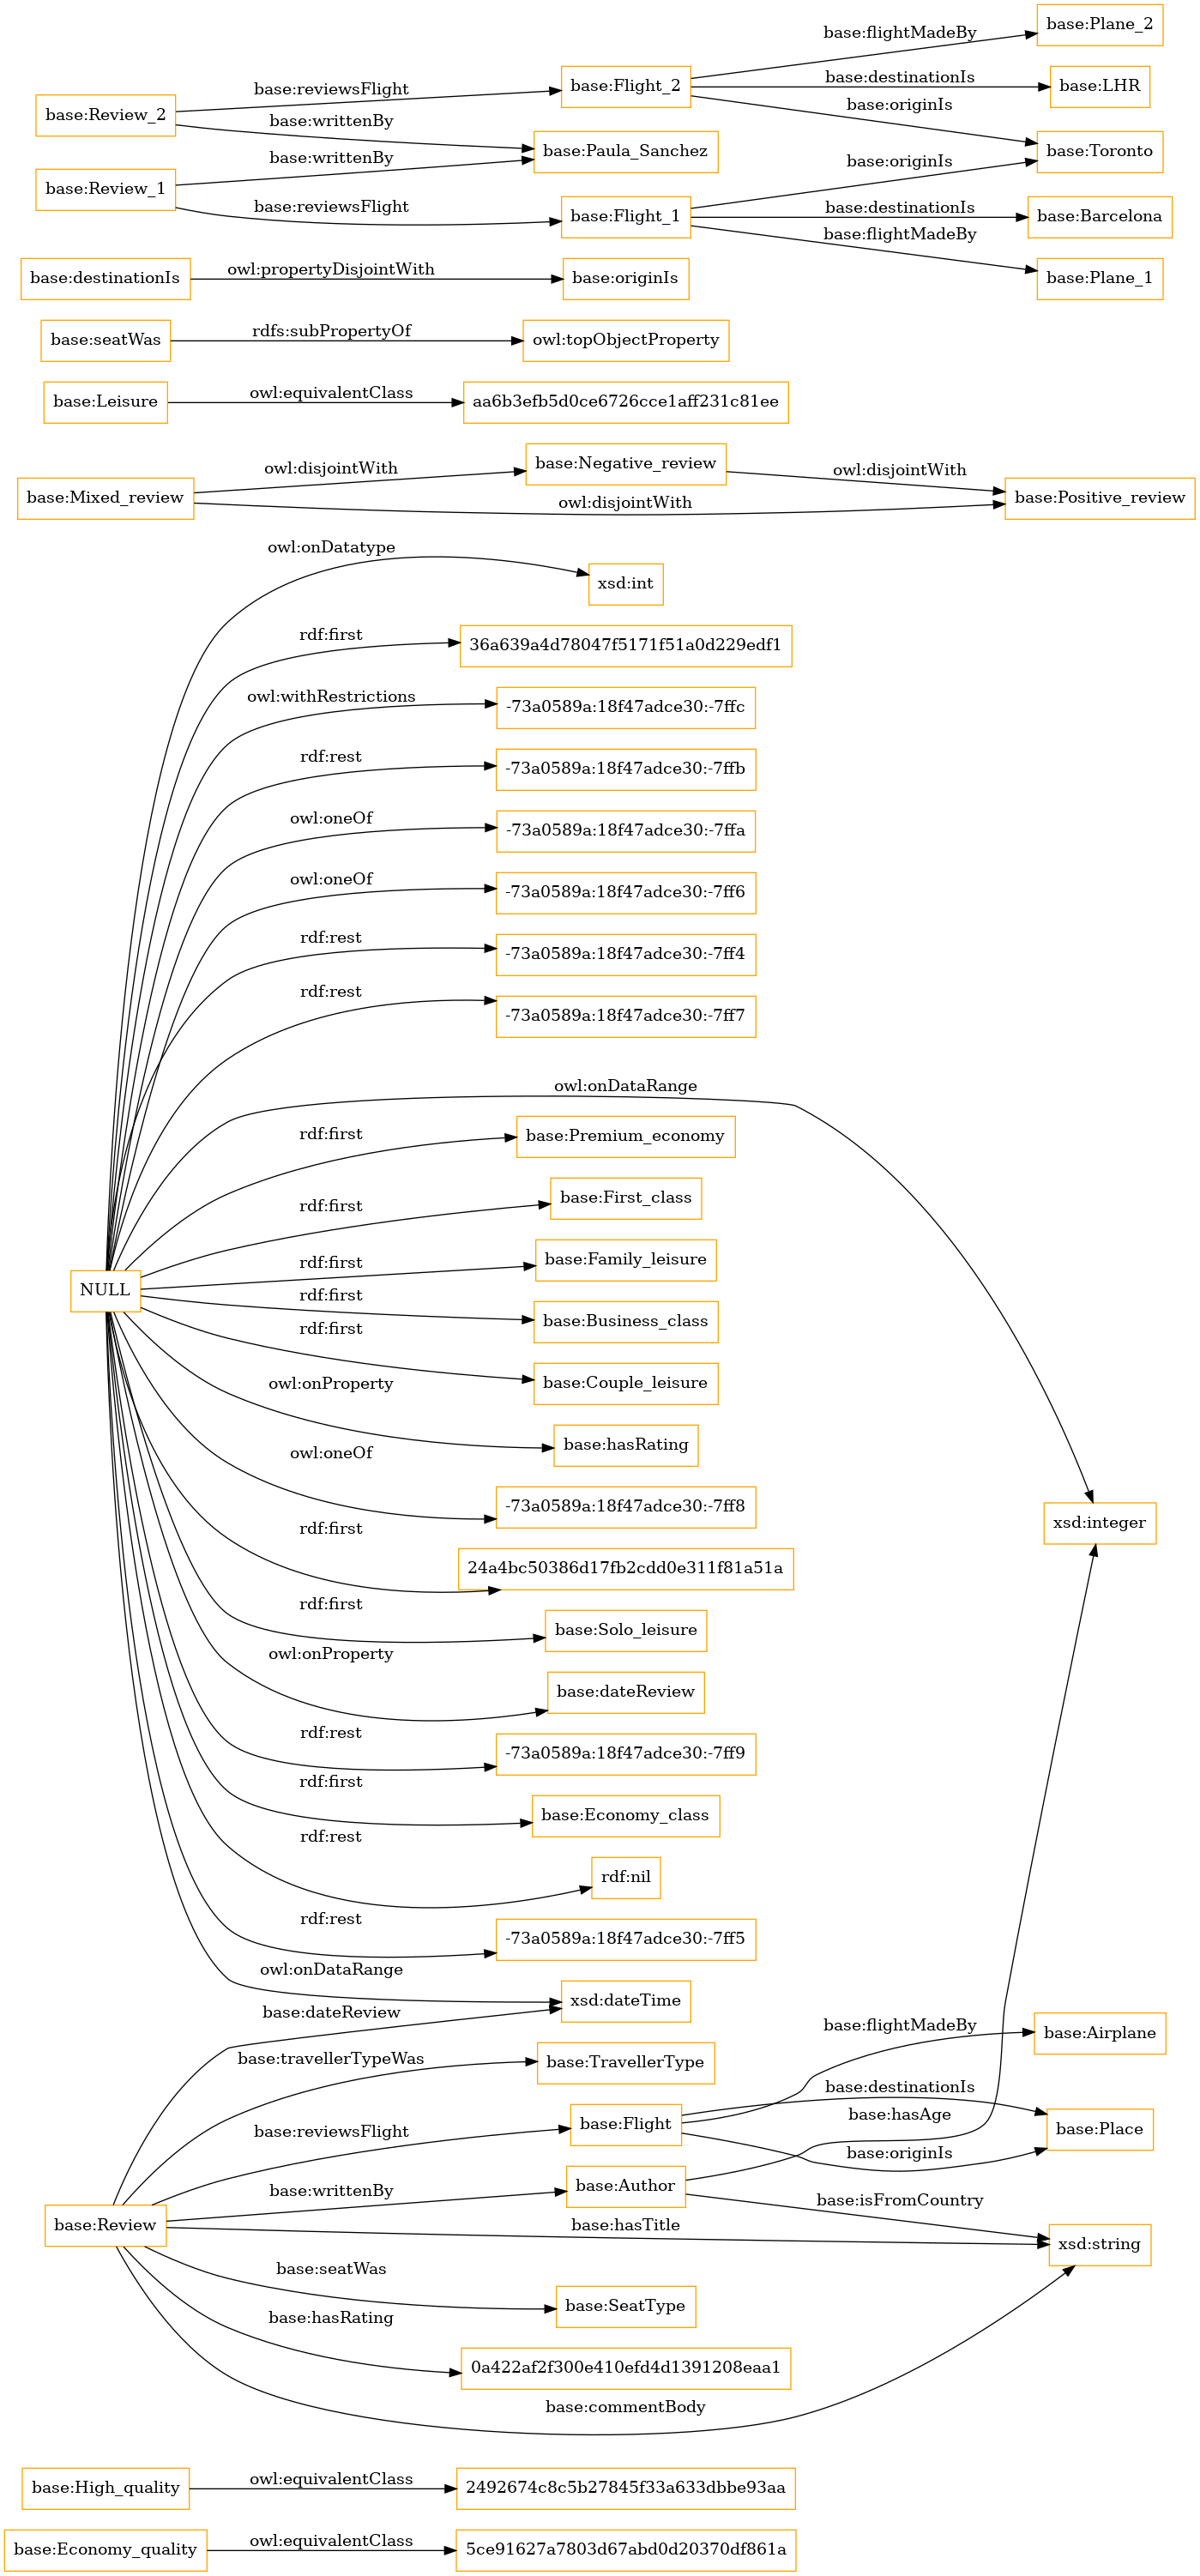 base:Plane_2
base:flightMadeBy
base:Flight_2
base:destinationIs
base:LHR
base:reviewsFlight
base:Review_2
base:originIs
base:writtenBy
base:Paula_Sanchez
base:Toronto
base:writtenBy
base:originIs
base:Review_1
base:reviewsFlight
base:Flight_1
base:destinationIs
base:Barcelona
base:flightMadeBy
base:Plane_1
base:destinationIs
owl:propertyDisjointWith
base:originIs
base:seatWas
rdfs:subPropertyOf
owl:topObjectProperty
base:Leisure
owl:equivalentClass
aa6b3efb5d0ce6726cce1aff231c81ee
base:Mixed_review
owl:disjointWith
base:Negative_review
owl:disjointWith
base:Positive_review
owl:disjointWith
owl:onDatatype
xsd:int
rdf:first
36a639a4d78047f5171f51a0d229edf1
owl:withRestrictions
-73a0589a:18f47adce30:-7ffc
rdf:rest
-73a0589a:18f47adce30:-7ffb
owl:oneOf
-73a0589a:18f47adce30:-7ffa
owl:oneOf
-73a0589a:18f47adce30:-7ff6
rdf:rest
-73a0589a:18f47adce30:-7ff4
rdf:rest
-73a0589a:18f47adce30:-7ff7
owl:onDataRange
rdf:first
base:Premium_economy
rdf:first
base:First_class
rdf:first
base:Family_leisure
NULL
rdf:first
base:Business_class
rdf:first
base:Couple_leisure
owl:onProperty
base:hasRating
owl:oneOf
-73a0589a:18f47adce30:-7ff8
xsd:integer
rdf:first
24a4bc50386d17fb2cdd0e311f81a51a
rdf:first
base:Solo_leisure
owl:onProperty
base:dateReview
rdf:rest
-73a0589a:18f47adce30:-7ff9
rdf:first
base:Economy_class
rdf:rest
rdf:nil
rdf:rest
-73a0589a:18f47adce30:-7ff5
owl:onDataRange
xsd:dateTime
base:dateReview
base:travellerTypeWas
base:TravellerType
base:flightMadeBy
base:Airplane
base:reviewsFlight
base:Flight
base:destinationIs
base:hasAge
base:Place
base:originIs
base:writtenBy
base:Author
base:isFromCountry
base:Review
base:hasTitle
xsd:string
base:seatWas
base:SeatType
base:hasRating
0a422af2f300e410efd4d1391208eaa1
base:commentBody
base:High_quality
owl:equivalentClass
2492674c8c5b27845f33a633dbbe93aa
base:Economy_quality
owl:equivalentClass
5ce91627a7803d67abd0d20370df861a